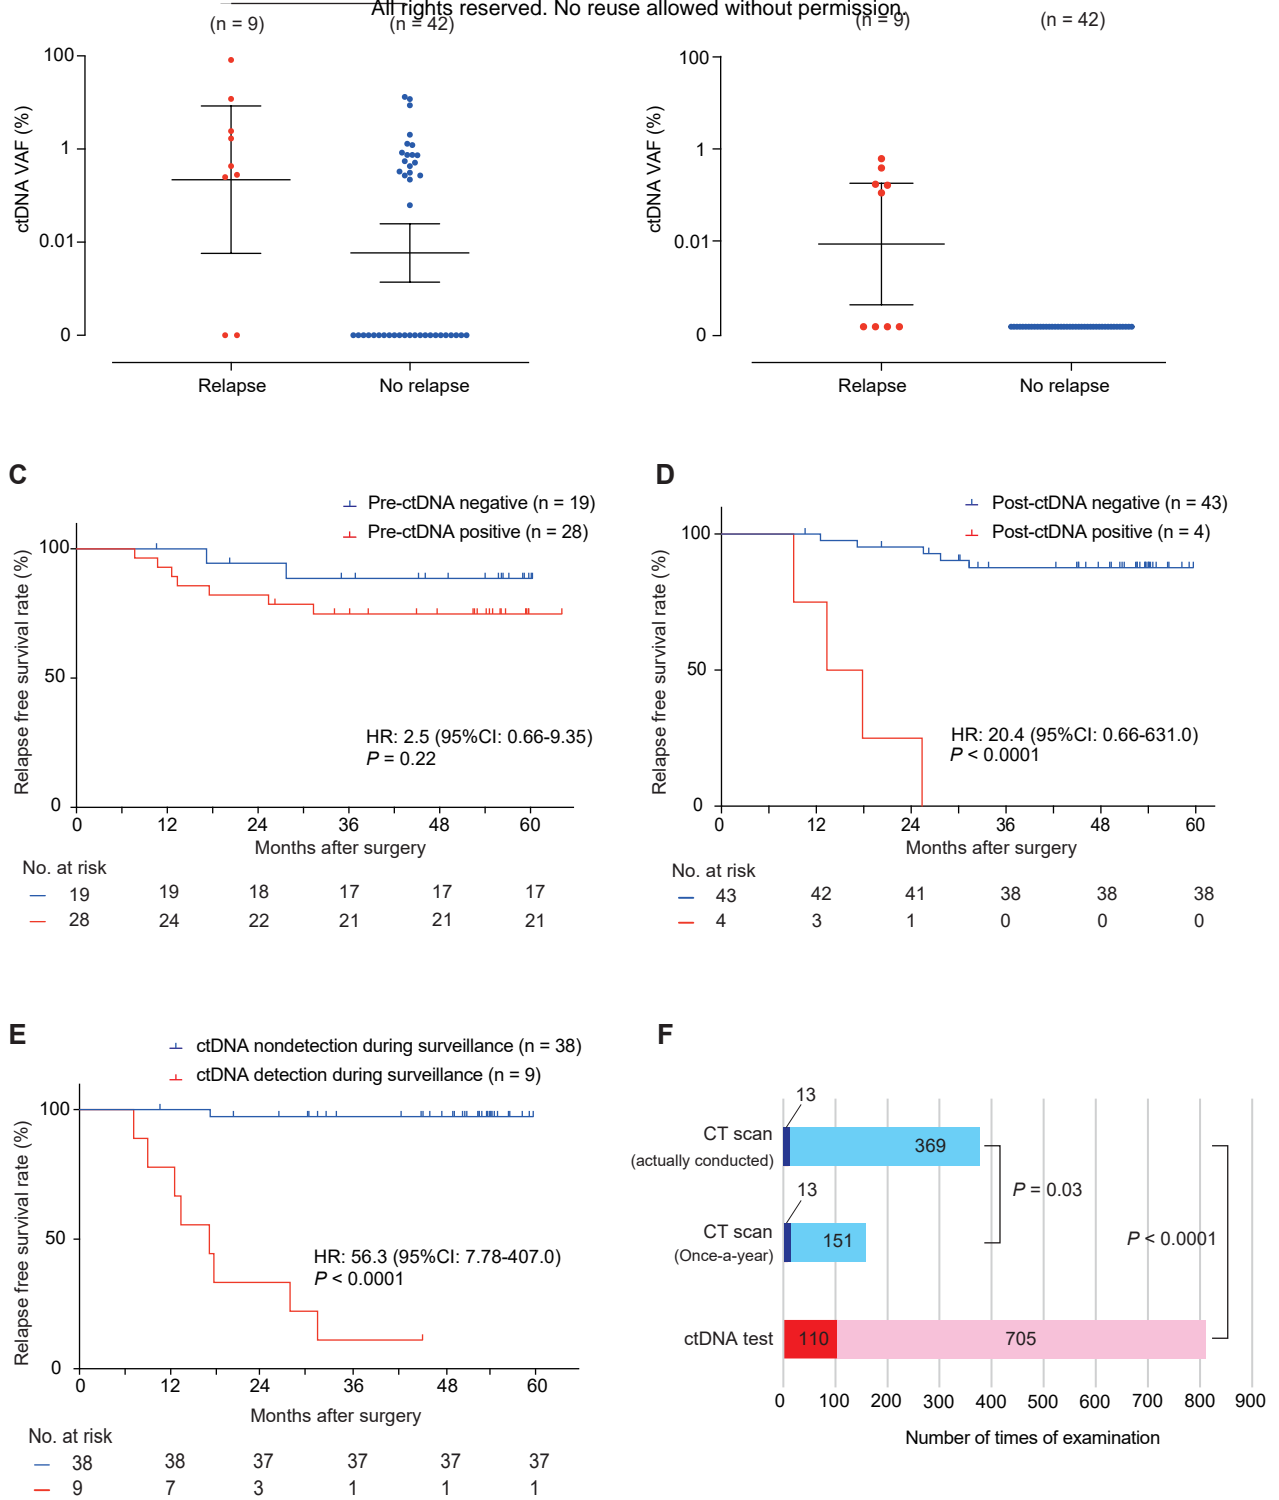 All rights reserved. No reuse allowed without permission.
(n = 9)
(n = 42)
(n = 9)
(n = 42)
100
1
0.01
0
ctDNA VAF (%)
Relapse
No relapse
100
1
0.01
0
ctDNA VAF (%)
Relapse
No relapse
C
Pre-ctDNA negative (n = 19)
Pre-ctDNA positive (n = 28)
100
50
0
Relapse free survival rate (%)
HR: 2.5 (95%CI: 0.66-9.35)
P = 0.22
0 12 24 36 48 60
Months after surgery
No. at risk
19 19 18 17 17 17
28 24 22 21 21 21
D
Post-ctDNA negative (n = 43)
Post-ctDNA positive (n = 4)
100
50
0
Relapse free survival rate (%)
HR: 20.4 (95%CI: 0.66-631.0)
P < 0.0001
0 12 24 36 48 60
Months after surgery
No. at risk
43 42 41 38 38 38
4 3 1 0 0 0
E
ctDNA nondetection during surveillance (n = 38)
ctDNA detection during surveillance (n = 9)
100
50
0
Relapse free survival rate (%)
HR: 56.3 (95%CI: 7.78-407.0)
P < 0.0001
0 12 24 36 48 60
Months after surgery
No. at risk
38 38 37 37 37 37
9 7 3 1 1 1
F
13
CT scan
(actually conducted)
369
P = 0.03
13
CT scan
(Once-a-year)
151
P < 0.0001
ctDNA test
110
705
0 100 200 300 400 500 600 700 800 900
Number of times of examination